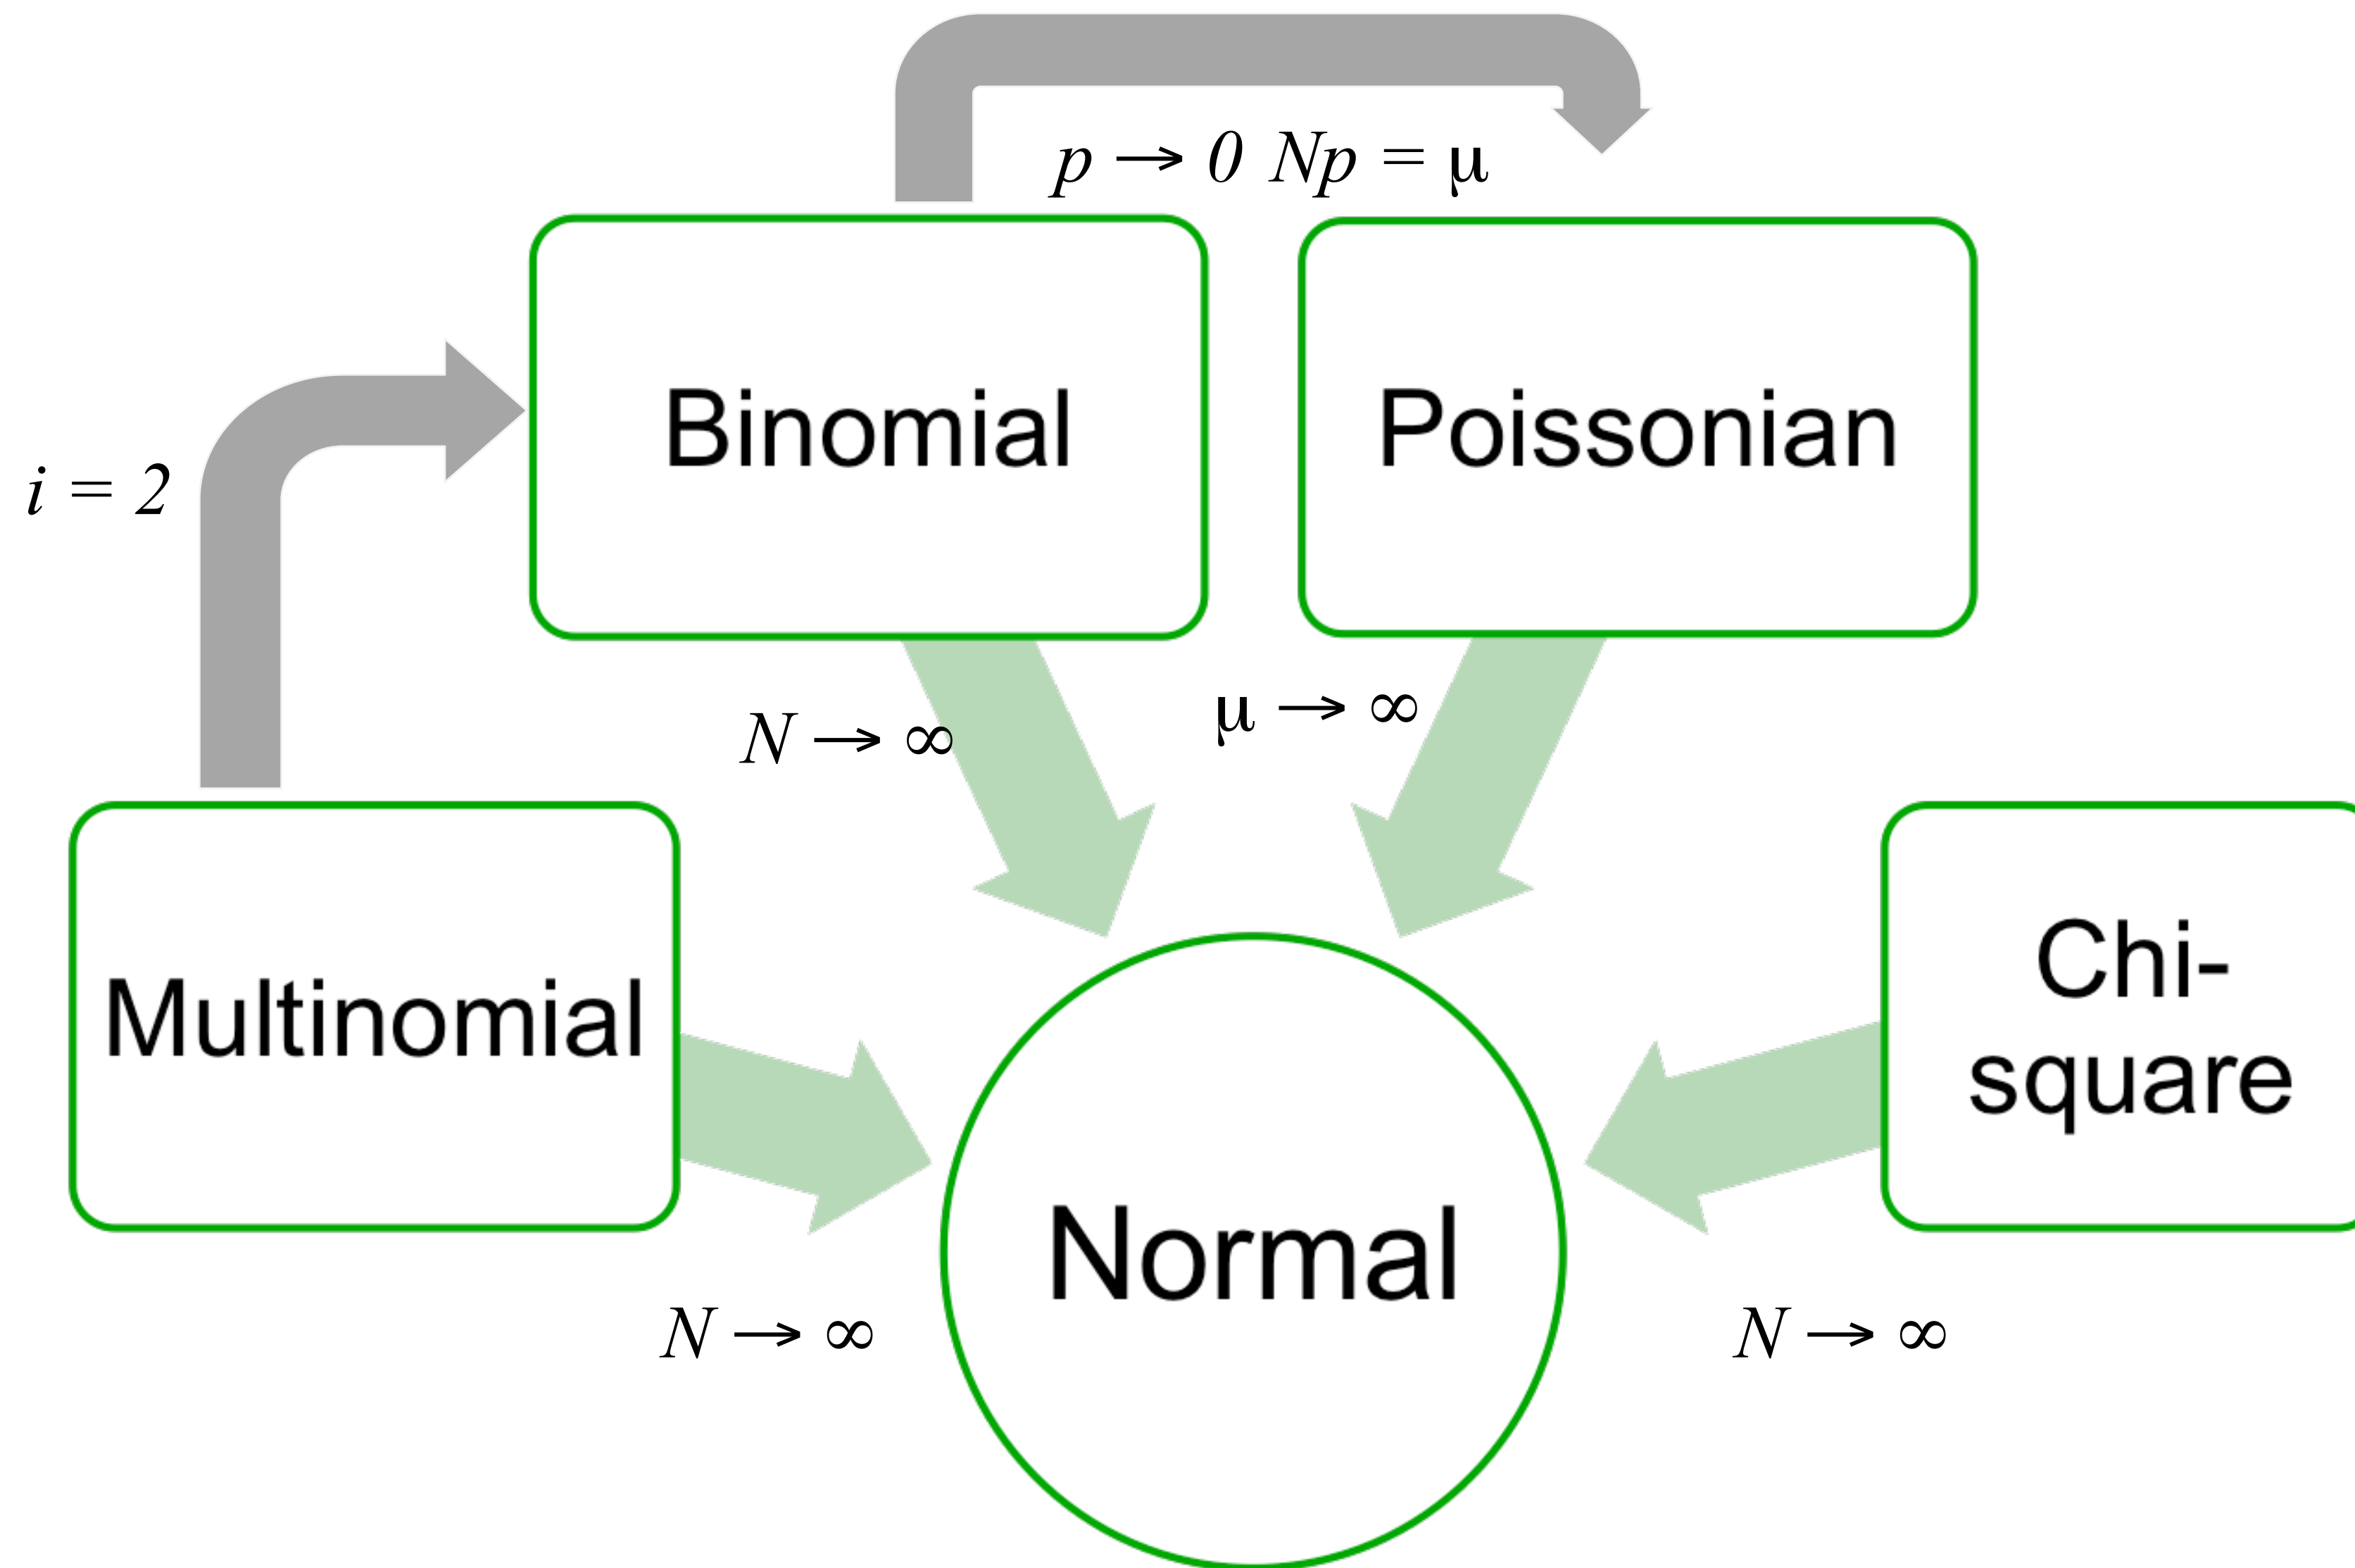 p → 0 Np = μ
Binomial
Poissonian
i = 2
N → ∞
μ → ∞
Multinomial
Chi-
square
Normal
N → ∞
N → ∞